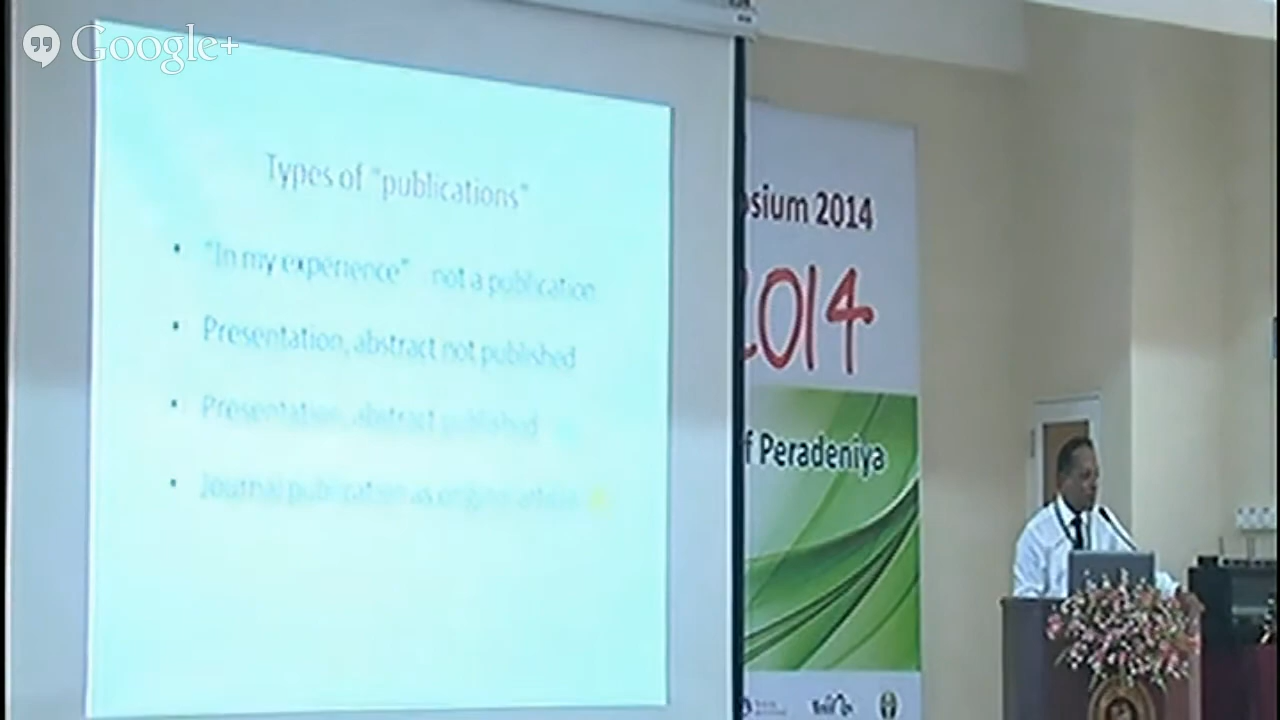 Google+
Types of "publications"
• "In my experience" not a publication
• Presentation, abstract not published
• Presentation, abstract published
• Journal publication as original article
sium 2014
2014
f Peradeniya